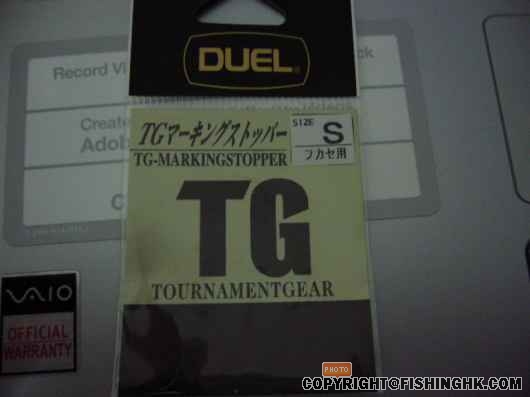 DUEL
Record Vi
Create
Adob
TGマーキングストッパー
TG-MARKINGSTOPPER
SIZE
S
フカセ用
TG
TOURNAMENTGEAR
VAIO
OFFICIAL
WARRANTY
PHOTO
COPYRIGHT@FISHINGHK.COM